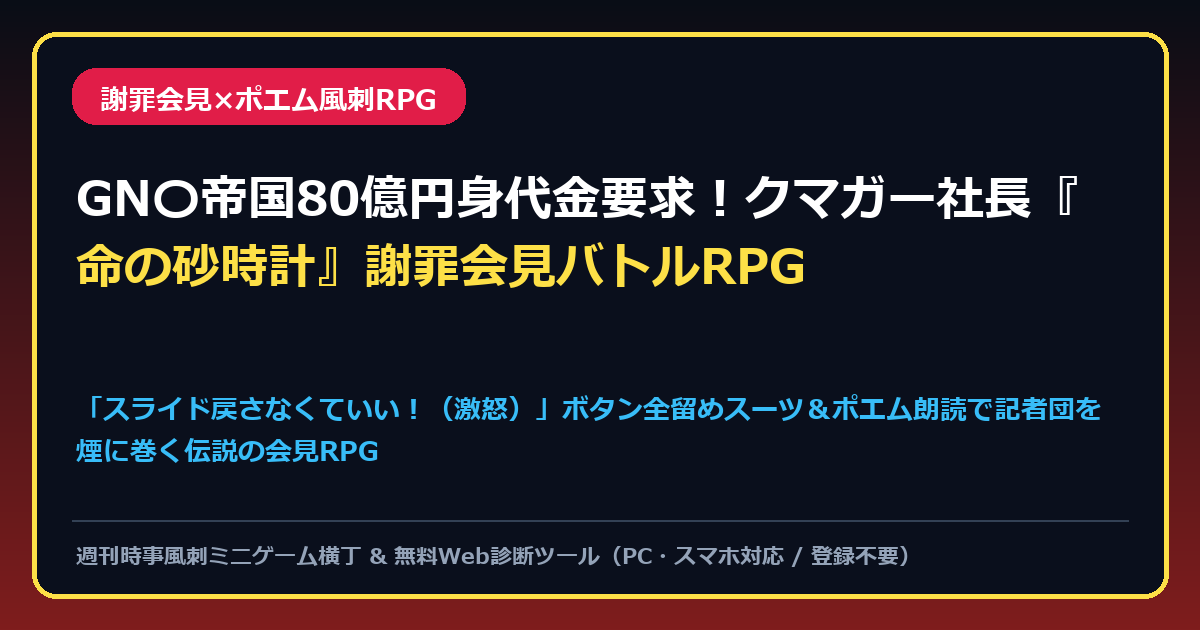 謝罪会見×ポエム風刺RPG
GN〇帝国80億円身代金要求！クマガー社長『
命の砂時計』謝罪会見バトルRPG
「スライド戻さなくていい！（激怒）」ボタン全留めスーツ＆ポエム朗読で記者団を
煙に巻く伝説の会見RPG
週刊時事風刺ミニゲーム横丁 & 無料Web診断ツール（PC・スマホ対応 / 登録不要）